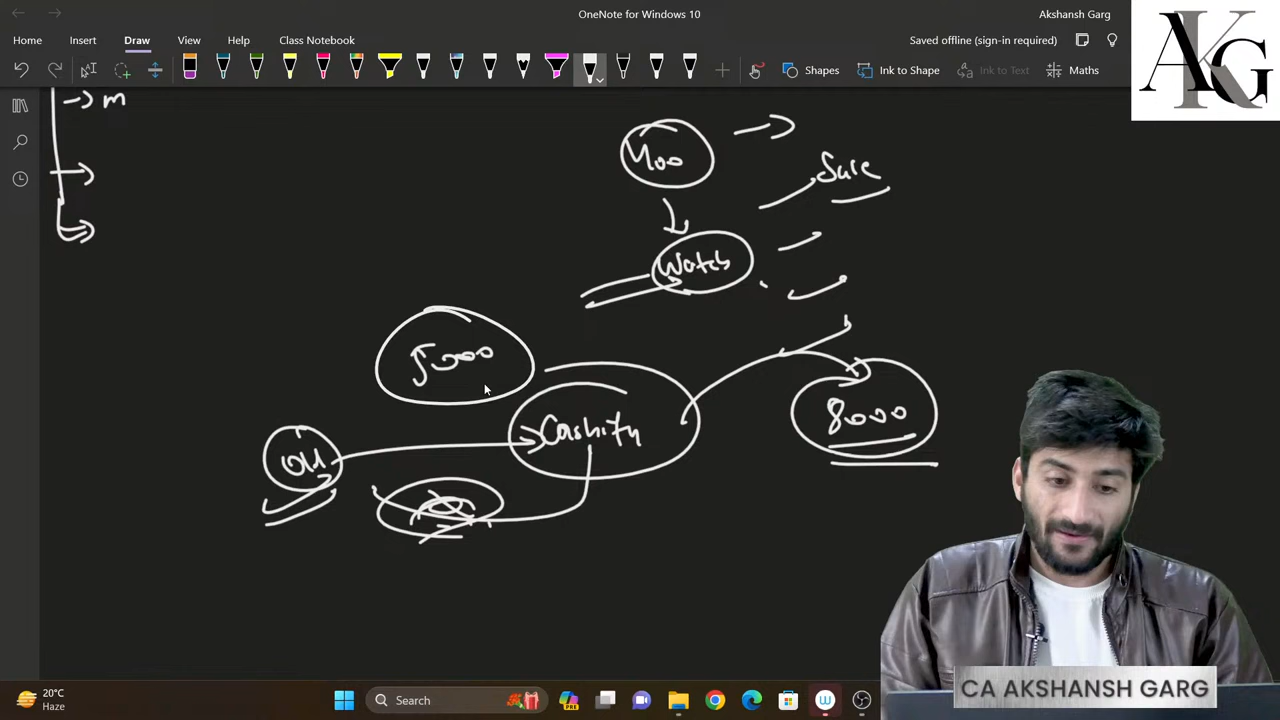 OneNote for Windows 10
Akshansh Garg
Home Insert Draw View Help Class Notebook
Saved offline (sign-in required)
Shapes Ink to Shape Ink to Text Maths
AKG
m
400
Sale
Watch
5000
Cashify
8000
Old
CA AKSHANSH GARG
20°C
Haze
Search
PRE